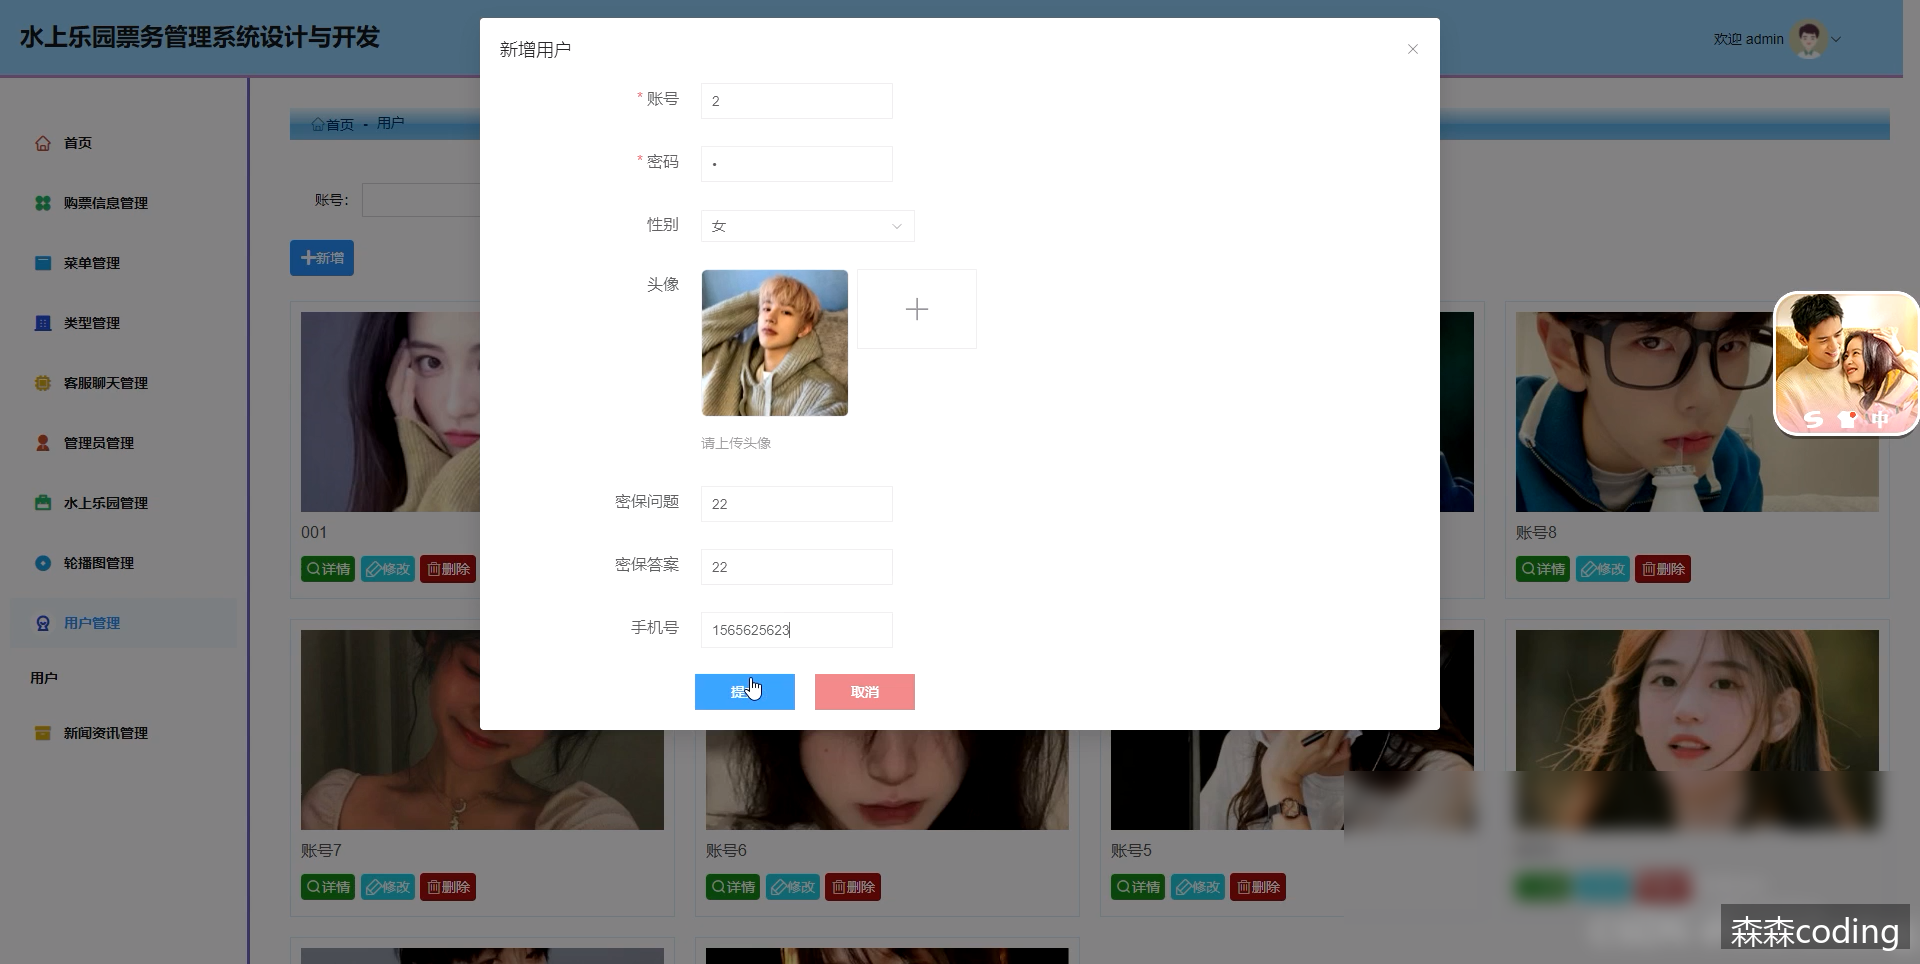 水上乐园票务管理系统设计与开发
欢迎 admin
首页
购票信息管理
菜单管理
类型管理
客服聊天管理
管理员管理
水上乐园管理
轮播图管理
用户管理
用户
新闻资讯管理
首页 - 用户
账号:
新增
新增用户
* 账号 2
* 密码 •
性别 女
头像
请上传头像
密保问题 22
密保答案 22
手机号 1565625623
取消
001
详情 修改 删除
账号8
详情 修改 删除
账号7
详情 修改 删除
账号6
详情 修改 删除
账号5
详情 修改 删除
S 中
森森coding